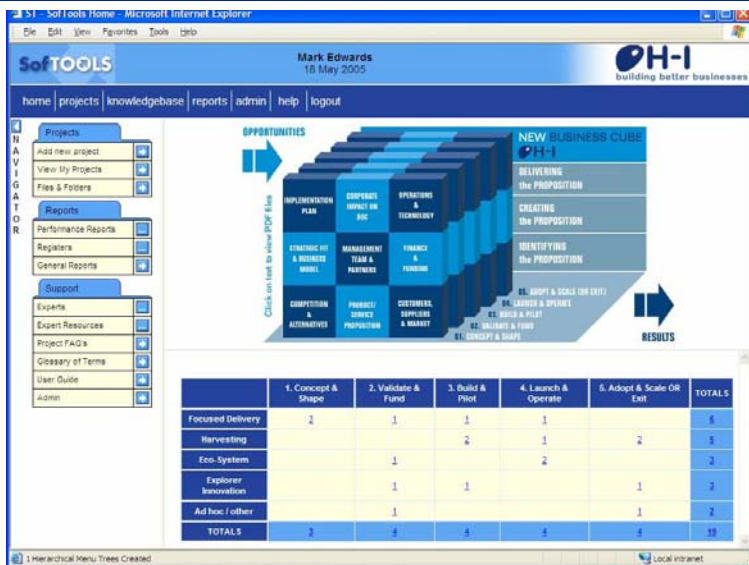 ST - SofTools Home - Microsoft Internet Explorer
File Edit View Favorites Tools Help
SofTOOLS
Mark Edwards
18 May 2005
OH-I
building better businesses
home | projects | knowledgebase | reports | admin | help | logout
NAVIGATOR
Projects
Add new project
View My Projects
Files & Folders
Reports
Performance Reports
Registers
General Reports
Support
Experts
Expert Resources
Project FAQ's
Glossary of Terms
User Guide
Admin
OPPORTUNITIES
Click on text to view PDF files
IMPLEMENTATION PLAN
CORPORATE IMPACT ON
OPERATIONS & TECHNOLOGY
STRATEGIC FIT & BUSINESS MODEL
MANAGEMENT TEAM & PARTNERS
FINANCE & FUNDING
COMPETITION & ALTERNATIVES
PRODUCT/ SERVICE PROPOSITION
CUSTOMERS, SUPPLIERS & MARKET
NEW BUSINESS CUBE
OH-I
DELIVERING
the PROPOSITION
CREATING
the PROPOSITION
IDENTIFYING
the PROPOSITION
05. ADOPT & SCALE (OR EXIT)
04. LAUNCH & OPERATE
03. BUILD & PILOT
02. VALIDATE & FUND
01. CONCEPT & SHAPE
RESULTS
1. Concept & Shape 2. Validate & Fund 3. Build & Pilot 4. Launch & Operate 5. Adopt & Scale OR Exit TOTALS
Focused Delivery 3 1 1 1 6
Harvesting 2 1 2 5
Eco-System 1 2 3
Explorer Innovation 1 1 1 3
Ad hoc / other 1 1 2
TOTALS 3 4 4 4 4 19
1 Hierarchical Menu Trees Created
Local intranet